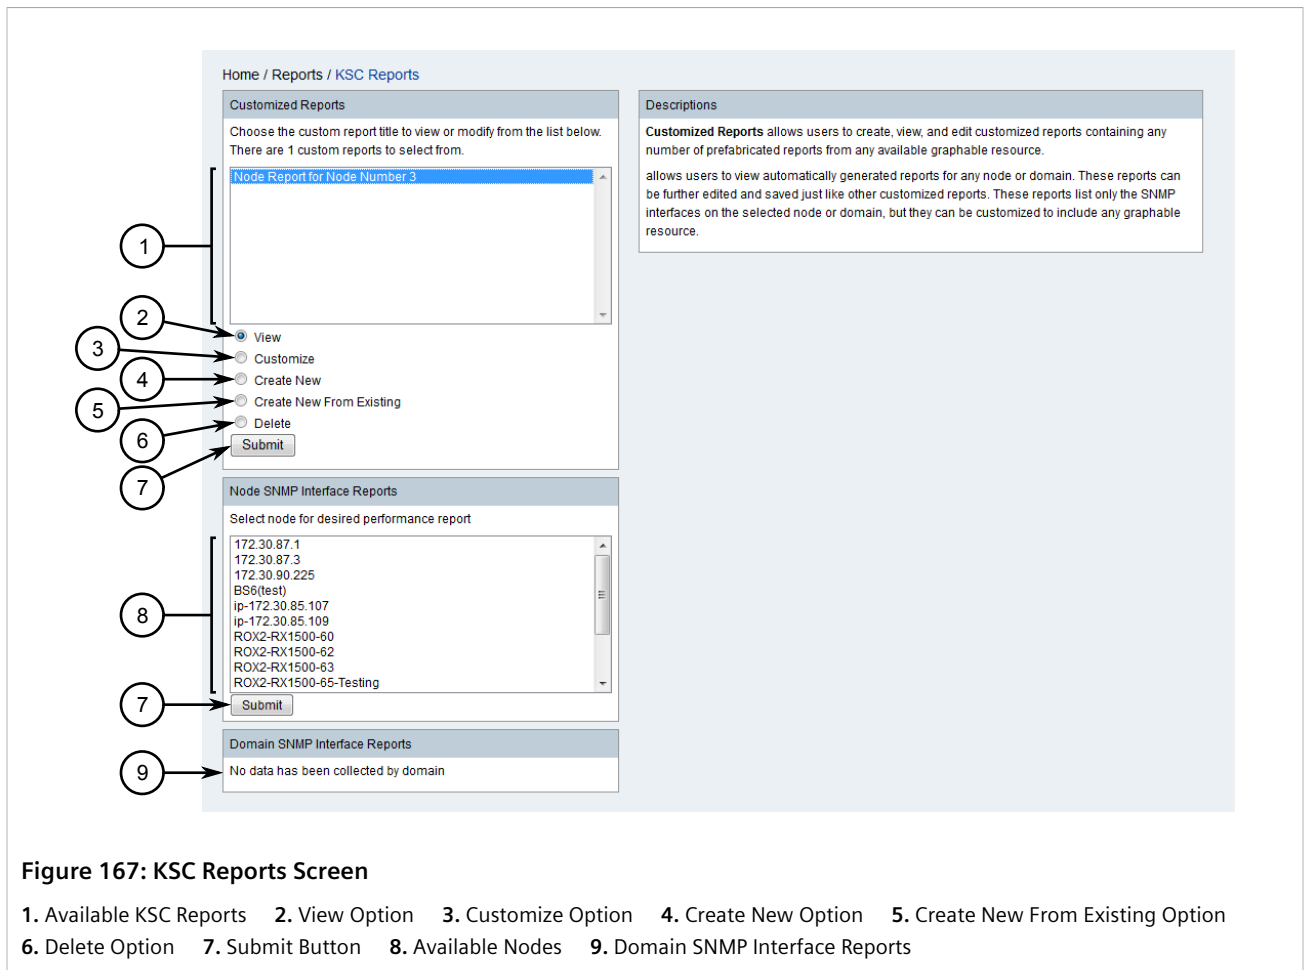 Home / Reports / KSC Reports
Customized Reports
Choose the custom report title to view or modify from the list below.
There are 1 custom reports to select from.
Node Report for Node Number 3
1
2
3
4
5
6
7
View
Customize
Create New
Create New From Existing
Delete
Submit
Node SNMP Interface Reports
Select node for desired performance report
172.30.87.1
172.30.87.3
172.30.90.225
BS6(test)
ip-172.30.85.107
ip-172.30.85.109
ROX2-RX1500-60
ROX2-RX1500-62
ROX2-RX1500-63
ROX2-RX1500-65-Testing
8
7
Submit
Domain SNMP Interface Reports
9
No data has been collected by domain
Descriptions
Customized Reports allows users to create, view, and edit customized reports containing any
number of prefabricated reports from any available graphable resource.
allows users to view automatically generated reports for any node or domain. These reports can
be further edited and saved just like other customized reports. These reports list only the SNMP
interfaces on the selected node or domain, but they can be customized to include any graphable
resource.
Figure 167: KSC Reports Screen
1. Available KSC Reports 2. View Option 3. Customize Option 4. Create New Option 5. Create New From Existing Option
6. Delete Option 7. Submit Button 8. Available Nodes 9. Domain SNMP Interface Reports